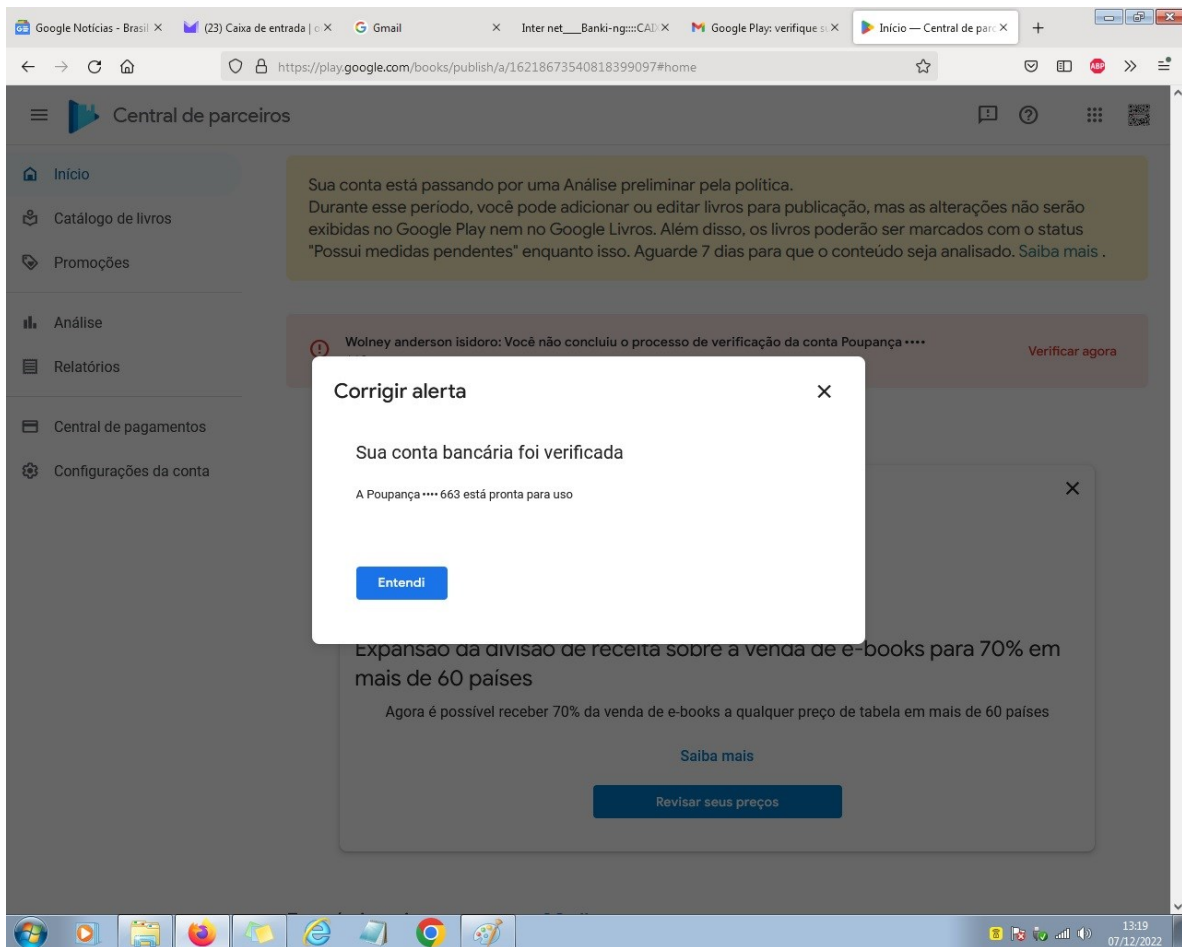 Google Notícias - Brasil
(23) Caixa de entrada | o
Gmail
Inter net___Banki-ng::::CAIX
Google Play: verifique s
Início — Central de parc
https://play.google.com/books/publish/a/16218673540818399097#home
ABP
Central de parceiros
Início
Catálogo de livros
Promoções
Análise
Relatórios
Central de pagamentos
Configurações da conta
Sua conta está passando por uma Análise preliminar pela política.
Durante esse período, você pode adicionar ou editar livros para publicação, mas as alterações não serão
exibidas no Google Play nem no Google Livros. Além disso, os livros poderão ser marcados com o status
"Possui medidas pendentes" enquanto isso. Aguarde 7 dias para que o conteúdo seja analisado. Saiba mais .
Wolney anderson isidoro: Você não concluiu o processo de verificação da conta Poupança ••••
Verificar agora
Corrigir alerta
Sua conta bancária foi verificada
A Poupança •••• 663 está pronta para uso
Entendi
Expansão da divisão de receita sobre a venda de e-books para 70% em
mais de 60 países
Agora é possível receber 70% da venda de e-books a qualquer preço de tabela em mais de 60 países
Saiba mais
Revisar seus preços
13:19
07/12/2022